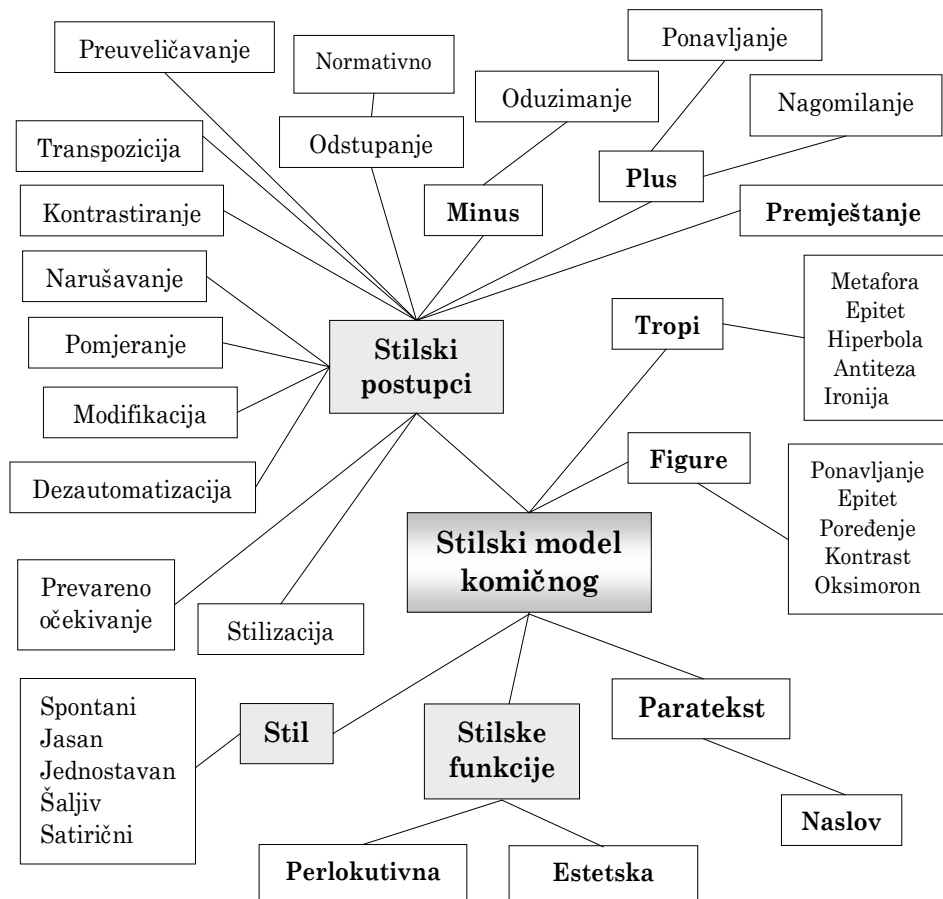 Preuveličavanje
Normativno
Ponavljanje
Oduzimanje
Nagomilanje
Transpozicija
Odstupanje
Plus
Minus
Kontrastiranje
Premještanje
Narušavanje
Metafora
Epitet
Hiperbola
Antiteza
Ironija
Tropi
Pomjeranje
Stilski
postupci
Modifikacija
Figure
Dezautomatizacija
Ponavljanje
Epitet
Poređenje
Kontrast
Oksimoron
Stilski model
komičnog
Prevareno
očekivanje
Stilizacija
Spontani
Jasan
Jednostavan
Šaljiv
Satirični
Stil
Stilske
funkcije
Paratekst
Naslov
Perlokutivna
Estetska